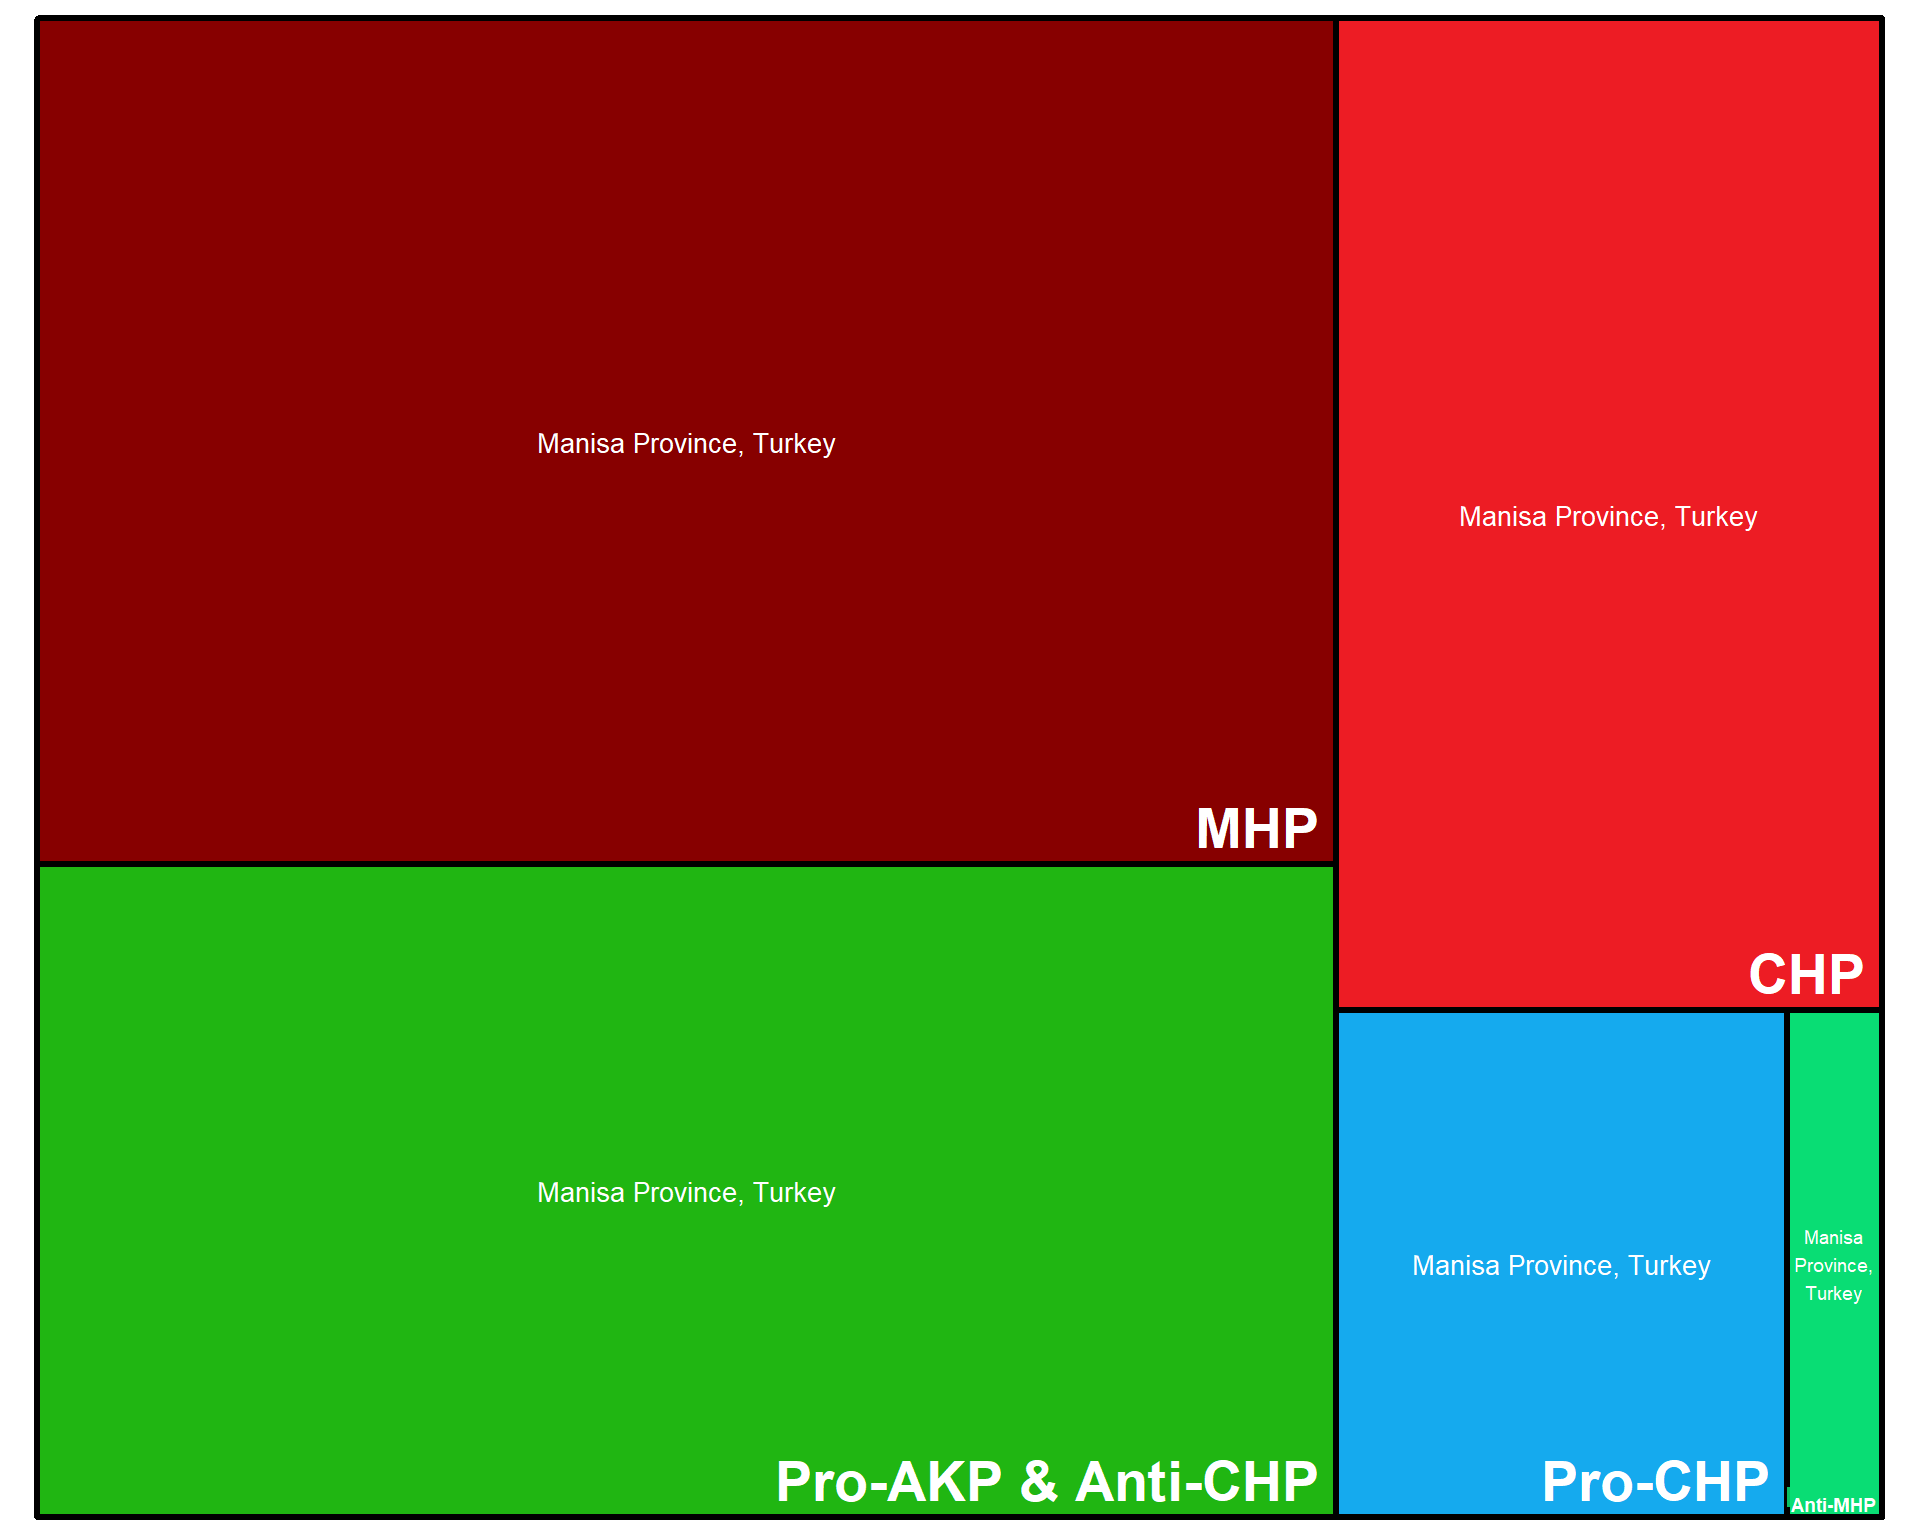 Manisa Province, Turkey
MHP
Manisa Province, Turkey
CHP
Manisa Province, Turkey
Pro-AKP & Anti-CHP
Manisa Province, Turkey
Pro-CHP
Manisa
Province,
Turkey
Anti-MHP